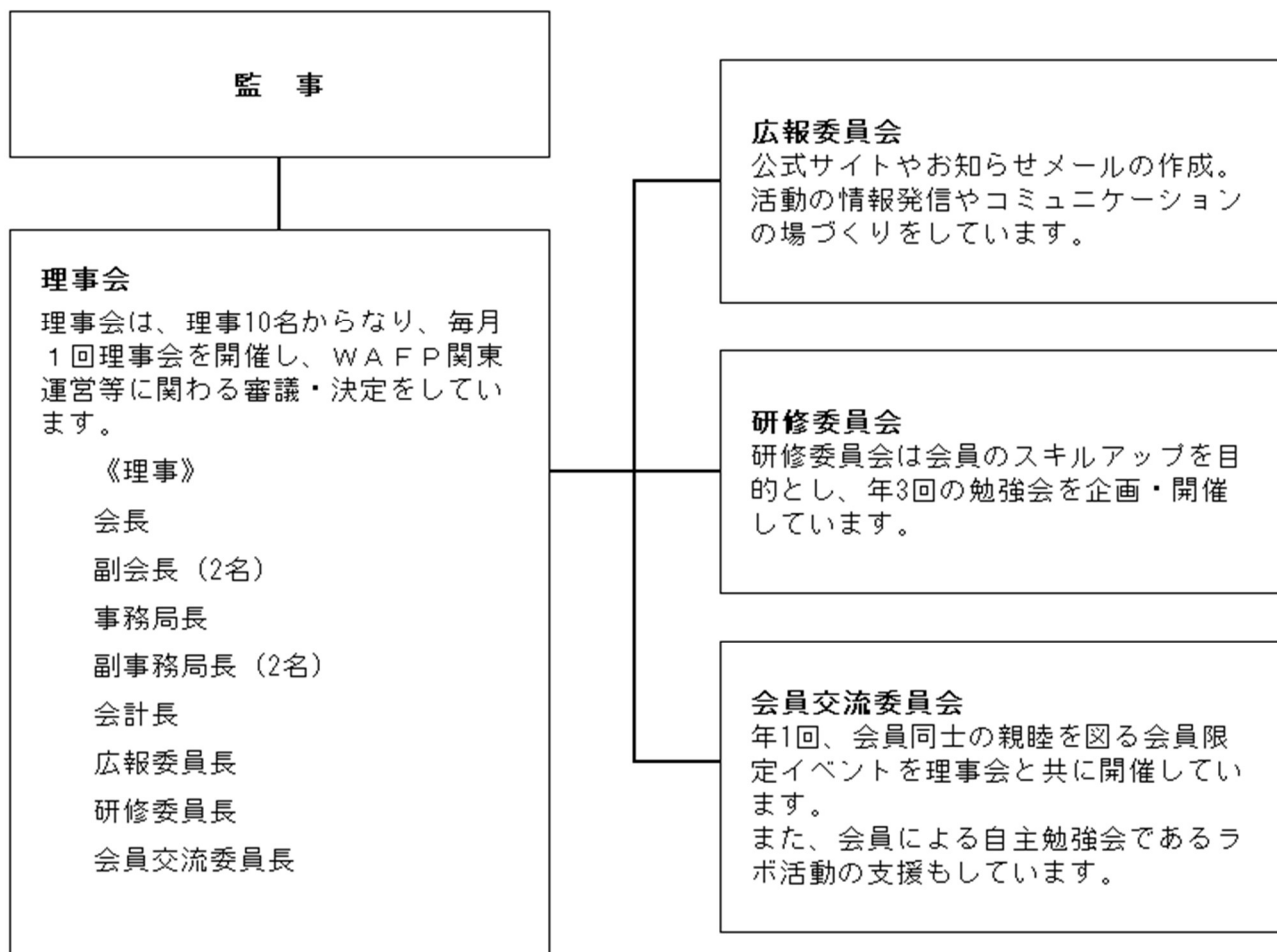 監　事
理事会
理事会は、理事10名からなり、毎月
１回理事会を開催し、ＷＡＦＰ関東
運営等に関わる審議・決定をしてい
ます。
《理事》
会長
副会長（2名）
事務局長
副事務局長（2名）
会計長
広報委員長
研修委員長
会員交流委員長
広報委員会
公式サイトやお知らせメールの作成。
活動の情報発信やコミュニケーション
の場づくりをしています。
研修委員会
研修委員会は会員のスキルアップを目
的とし、年3回の勉強会を企画・開催
しています。
会員交流委員会
年1回、会員同士の親睦を図る会員限
定イベントを理事会と共に開催してい
ます。
また、会員による自主勉強会であるラ
ボ活動の支援もしています。